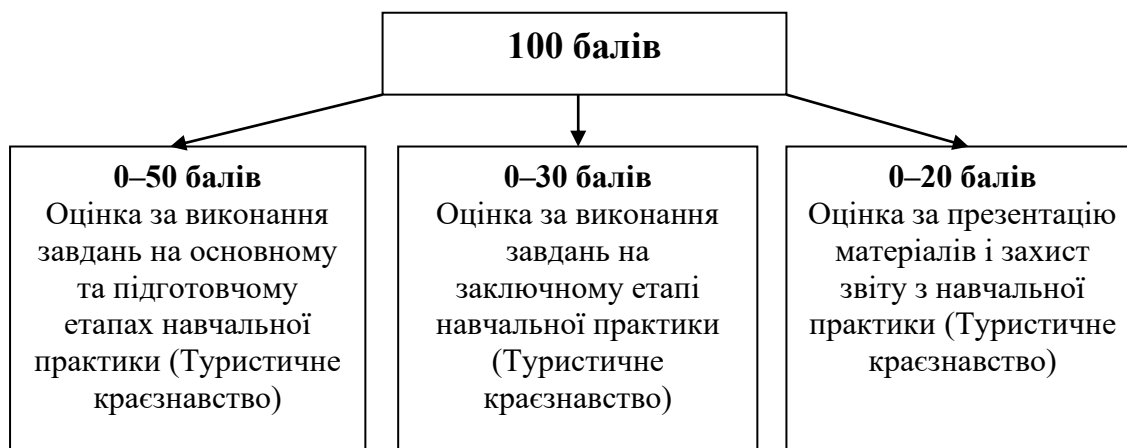 100 балів
0–50 балів
Оцінка за виконання
завдань на основному
та підготовчому
етапах навчальної
практики (Туристичне
краєзнавство)
0–30 балів
Оцінка за виконання
завдань на
заключному етапі
навчальної практики
(Туристичне
краєзнавство)
0–20 балів
Оцінка за презентацію
матеріалів і захист
звіту з навчальної
практики (Туристичне
краєзнавство)